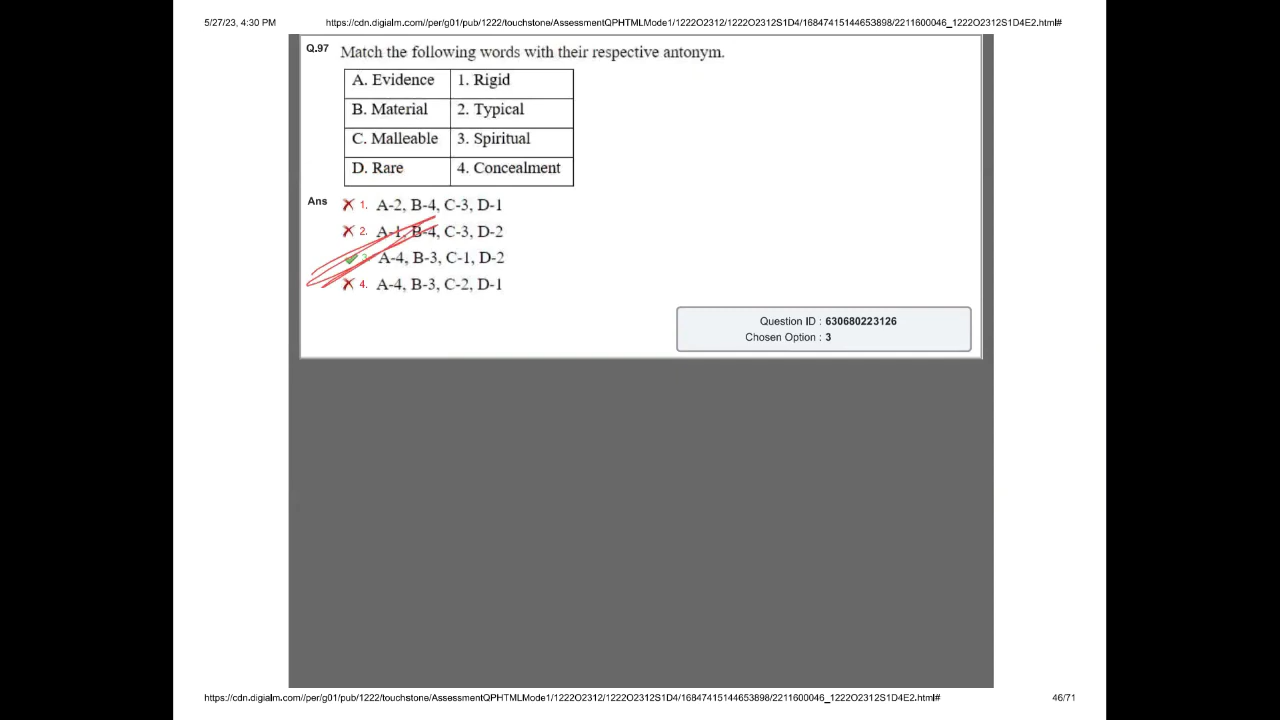 5/27/23, 4:30 PM https://cdn.digialm.com//per/g01/pub/1222/touchstone/AssessmentQPHTMLMode1/1222O2312/1222O2312S1D4/16847415144653898/2211600046_1222O2312S1D4E2.html#
Q.97 Match the following words with their respective antonym.
A. Evidence 1. Rigid
B. Material 2. Typical
C. Malleable 3. Spiritual
D. Rare 4. Concealment
Ans 1. A-2, B-4, C-3, D-1
2. A-1, B-4, C-3, D-2
3. A-4, B-3, C-1, D-2
4. A-4, B-3, C-2, D-1
Question ID : 630680223126
Chosen Option : 3
https://cdn.digialm.com//per/g01/pub/1222/touchstone/AssessmentQPHTMLMode1/1222O2312/1222O2312S1D4/16847415144653898/2211600046_1222O2312S1D4E2.html# 46/71